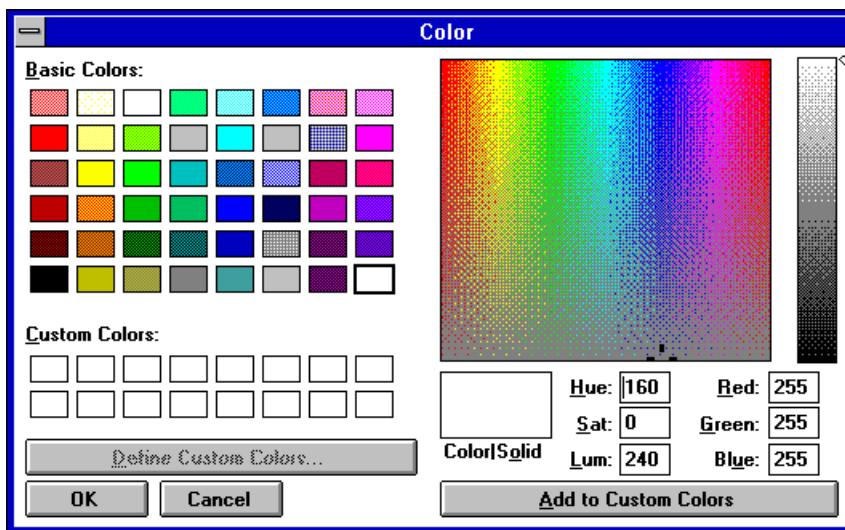 Color
Basic Colors:
Custom Colors:
Define Custom Colors...
OK Cancel
Color|Solid
Hue: 160 Red: 255
Sat: 0 Green: 255
Lum: 240 Blue: 255
Add to Custom Colors